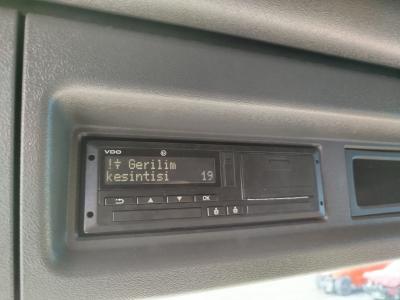 VDO
!÷ Gerilim
kesintisi 19
OK